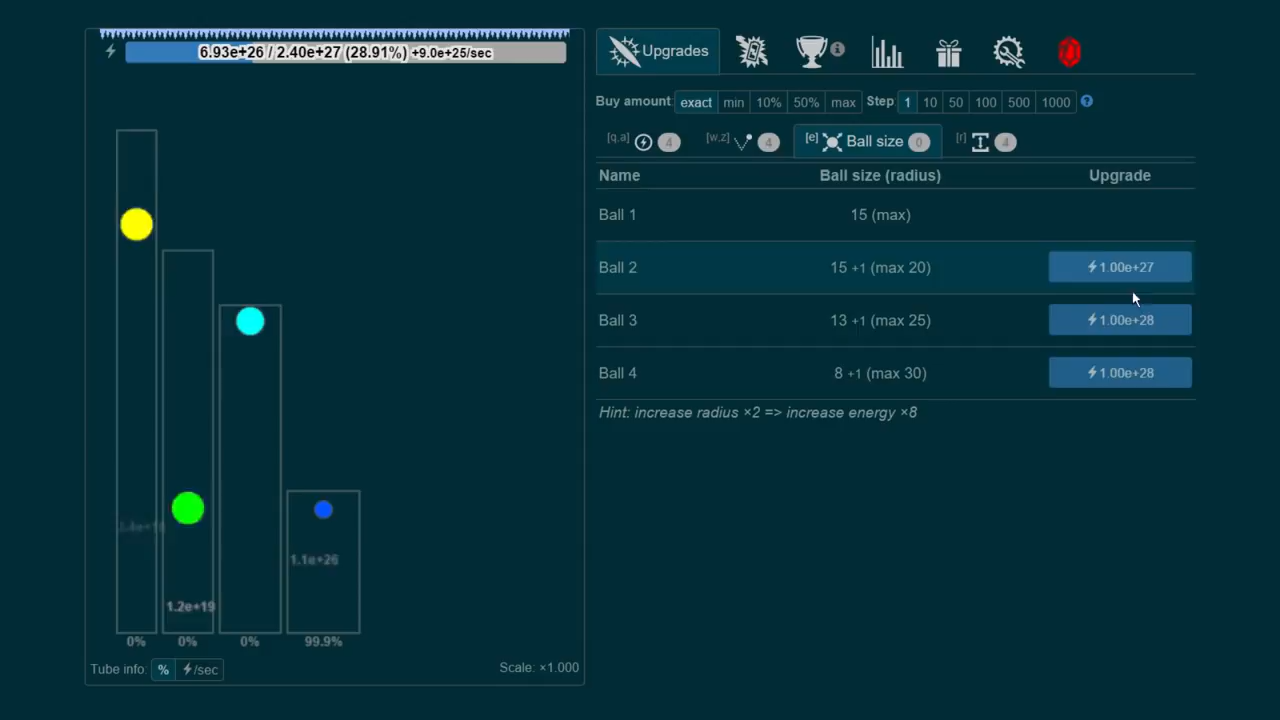 6.93e+26 / 2.40e+27 (28.91%) +9.0e+25/sec
Upgrades
Buy amount: exact min 10% 50% max Step: 1 10 50 100 500 1000 ?
[q,a] 4 [w,z] 4 [e] Ball size 0 [r] 4
Name Ball size (radius) Upgrade
Ball 1 15 (max)
Ball 2 15 +1 (max 20) 1.00e+27
Ball 3 13 +1 (max 25) 1.00e+28
Ball 4 8 +1 (max 30) 1.00e+28
Hint: increase radius ×2 => increase energy ×8
1.1e+26
1.2e+19
0% 0% 0% 99.9%
Tube info: % /sec Scale: ×1.000